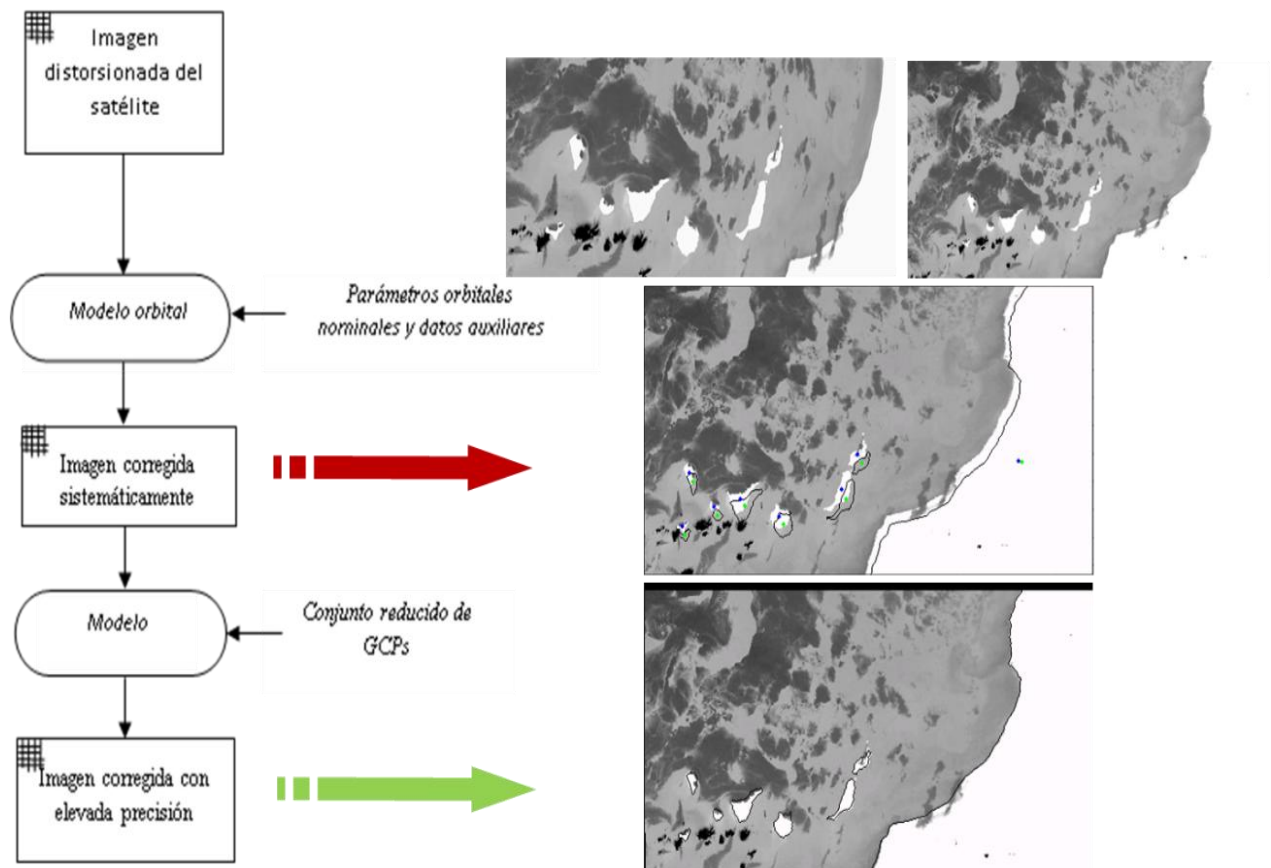 Imagen
distorsionada del
satélite
Modelo orbital
Parámetros orbitales
nominales y datos auxiliares
Imagen corregida
sistemáticamente
Modelo
Conjunto reducido de
GCPs
Imagen corregida con
elevada precisión